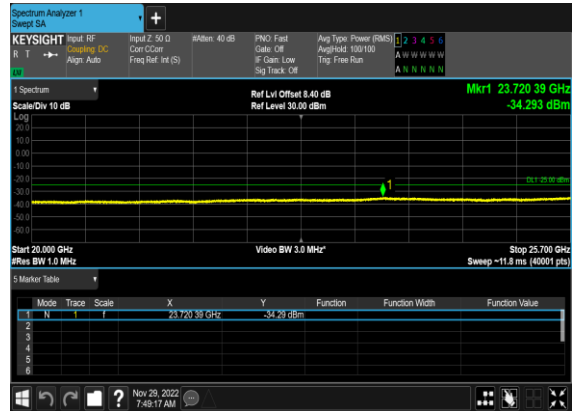 Spectrum Analyzer 1
Swept SA
+
KEYSIGHT Input: RF Input Z: 50 Ω #Atten: 40 dB PNO: Fast Avg Type: Power (RMS) 1 2 3 4 5 6
R T Coupling: DC Corr CCorr Gate: Off Avg|Hold: 100/100 A W W W W W
Align: Auto Freq Ref: Int (S) IF Gain: Low Trig: Free Run
LW Sig Track: Off A N N N N N
1 Spectrum Ref Lvl Offset 8.40 dB Mkr1 23.720 39 GHz
Scale/Div 10 dB Ref Level 30.00 dBm -34.293 dBm
Log
20.0
10.0
0.00
-10.0
-20.0
DL1 -25.00 dBm
1
-30.0
-40.0
-50.0
-60.0
Start 20.000 GHz Video BW 3.0 MHz* Stop 25.700 GHz
#Res BW 1.0 MHz Sweep ~11.8 ms (40001 pts)
5 Marker Table
Mode Trace Scale X Y Function Function Width Function Value
1 N 1 f 23.720 39 GHz -34.29 dBm
2
3
4
5
6
? Nov 29, 2022
7:49:17 AM